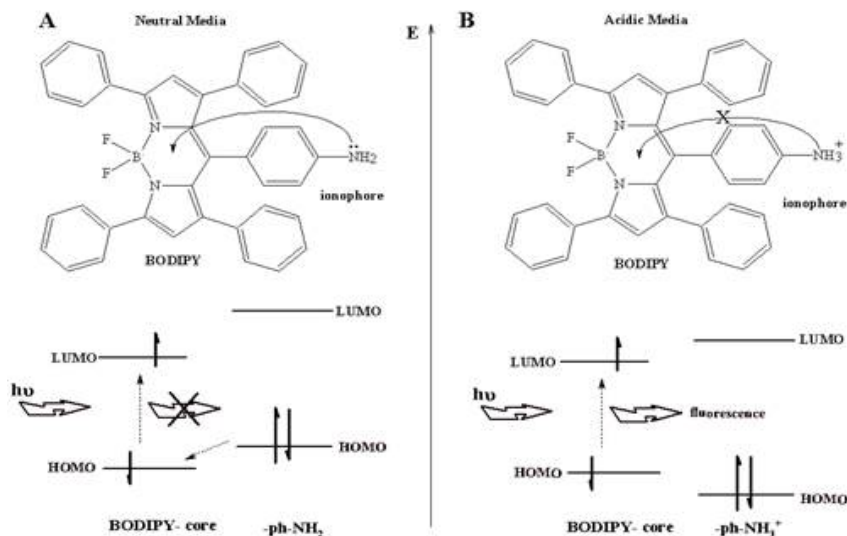 A
Neutral Media
F
F
B
N
N
NH2
ionophore
BODIPY
LUMO
LUMO
hυ
HOMO
HOMO
BODIPY- core
-ph-NH2
E
B
Acidic Media
X
F
F
B
N
N
NH3+
ionophore
BODIPY
LUMO
LUMO
hυ
fluorescence
HOMO
HOMO
BODIPY- core
-ph-NH3+